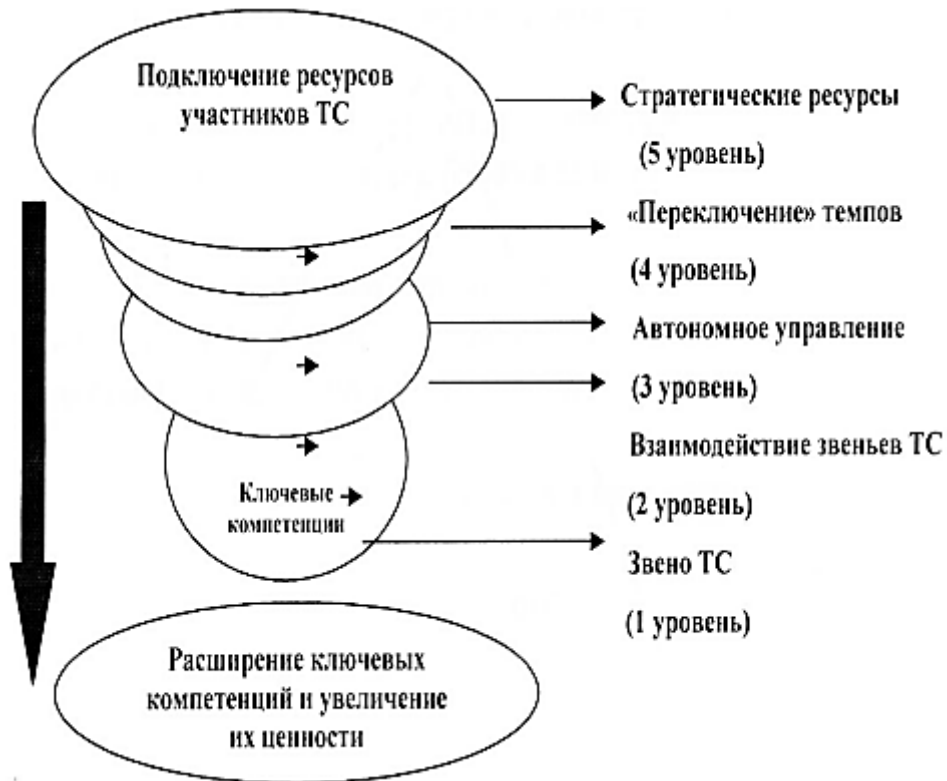 Подключение ресурсов
участников ТС
Стратегические ресурсы
(5 уровень)
«Переключение» темпов
(4 уровень)
Автономное управление
(3 уровень)
Взаимодействие звеньев ТС
(2 уровень)
Ключевые
компетенции
Звено ТС
(1 уровень)
Расширение ключевых
компетенций и увеличение
их ценности